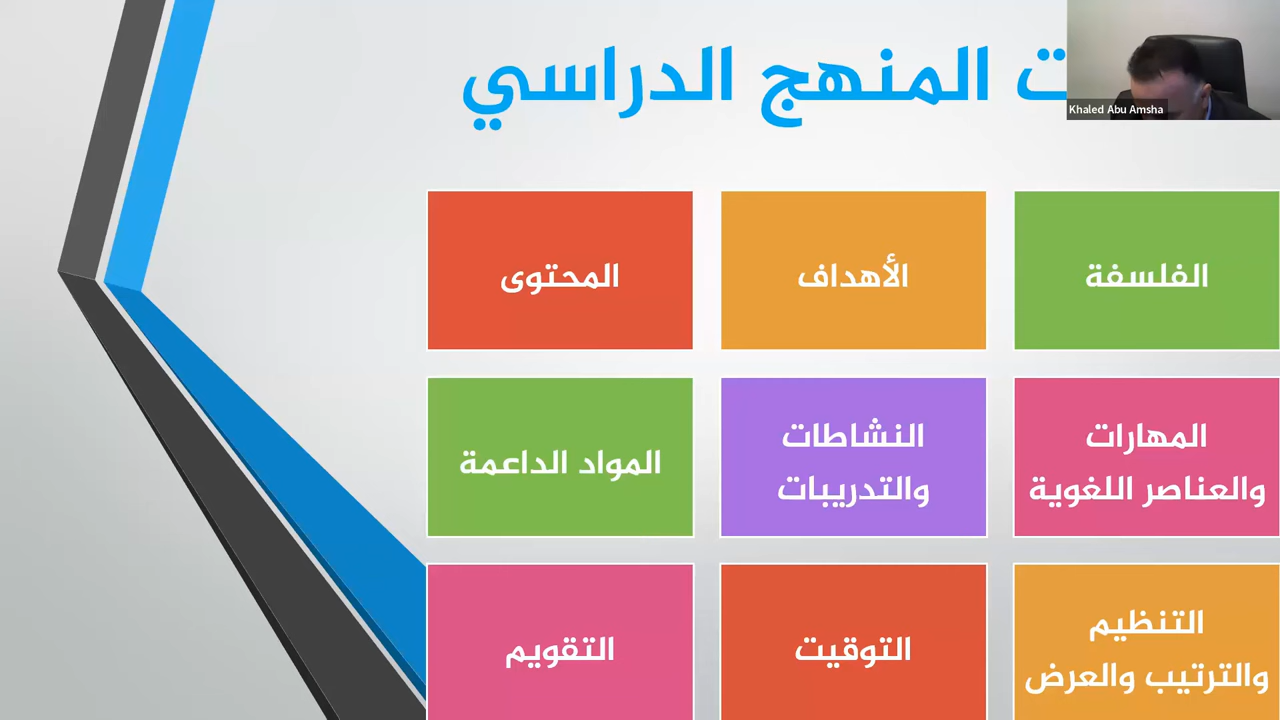 ت المنهج الدراسي
Khaled Abu Amsha
الفلسفة
الأهداف
المحتوى
المهارات
والعناصر اللغوية
النشاطات
والتدريبات
المواد الداعمة
التنظيم
والترتيب والعرض
التوقيت
التقويم